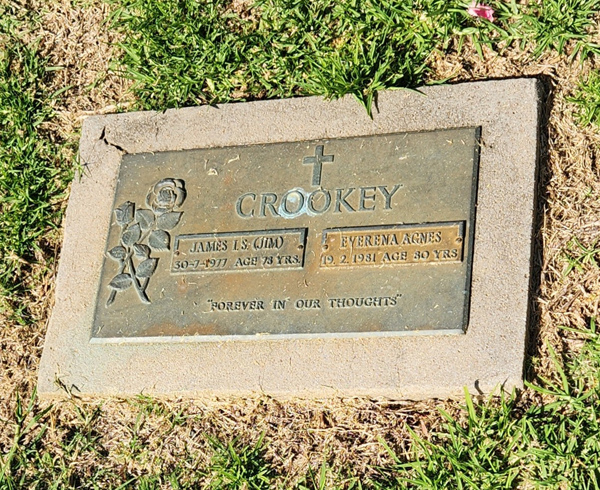 CROOKEY
JAMES I.S. (JIM)
30-7-1977 AGE 78 YRS.
EVERENA AGNES
19. 2. 1981 AGE 80 YRS
"FOREVER IN OUR THOUGHTS"